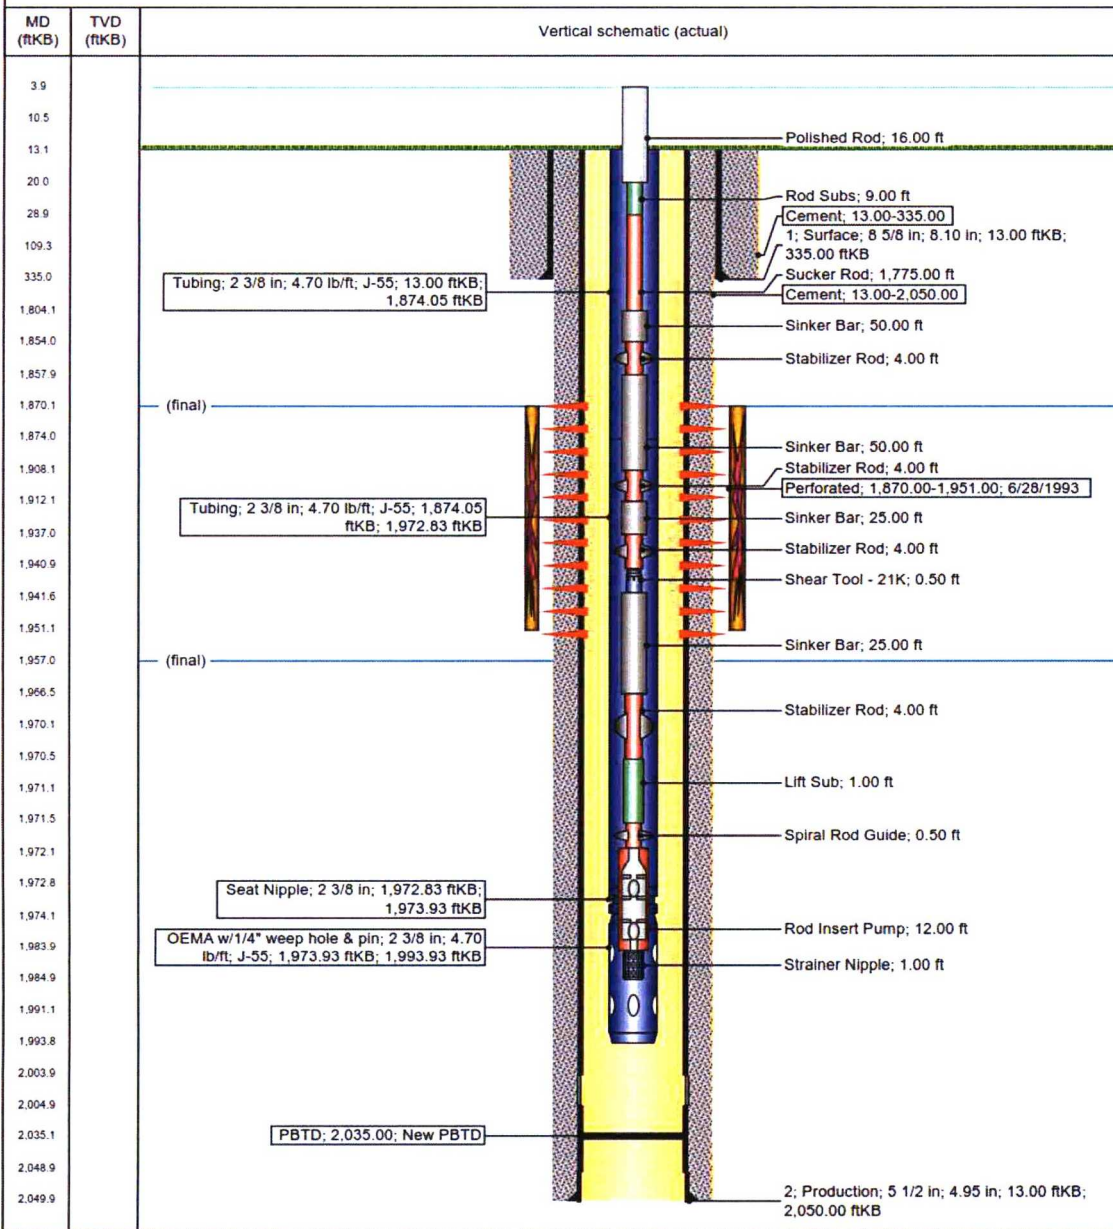 MD
(ftKB)
TVD
(ftKB)
Vertical schematic (actual)
3.9
10.5
13.1
20.0
28.9
109.3
335.0
1,804.1
1,854.0
1,857.9
1,870.1
1,874.0
1,908.1
1,912.1
1,937.0
1,940.9
1,941.6
1,951.1
1,957.0
1,966.5
1,970.1
1,970.5
1,971.1
1,971.5
1,972.1
1,972.8
1,974.1
1,983.9
1,984.9
1,991.1
1,993.8
2,003.9
2,004.9
2,035.1
2,048.9
2,049.9
Tubing; 2 3/8 in; 4.70 lb/ft; J-55; 13.00 ftKB;
1,874.05 ftKB
(final)
Tubing; 2 3/8 in; 4.70 lb/ft; J-55; 1,874.05
ftKB; 1,972.83 ftKB
(final)
Seat Nipple; 2 3/8 in; 1,972.83 ftKB;
1,973.93 ftKB
OEMA w/1/4" weep hole & pin; 2 3/8 in; 4.70
lb/ft; J-55; 1,973.93 ftKB; 1,993.93 ftKB
PBTD; 2,035.00; New PBTD
Polished Rod; 16.00 ft
Rod Subs; 9.00 ft
Cement; 13.00-335.00
1; Surface; 8 5/8 in; 8.10 in; 13.00 ftKB;
335.00 ftKB
Sucker Rod; 1,775.00 ft
Cement; 13.00-2,050.00
Sinker Bar; 50.00 ft
Stabilizer Rod; 4.00 ft
Sinker Bar; 50.00 ft
Stabilizer Rod; 4.00 ft
Perforated; 1,870.00-1,951.00; 6/28/1993
Sinker Bar; 25.00 ft
Stabilizer Rod; 4.00 ft
Shear Tool - 21K; 0.50 ft
Sinker Bar; 25.00 ft
Stabilizer Rod; 4.00 ft
Lift Sub; 1.00 ft
Spiral Rod Guide; 0.50 ft
Rod Insert Pump; 12.00 ft
Strainer Nipple; 1.00 ft
2; Production; 5 1/2 in; 4.95 in; 13.00 ftKB;
2,050.00 ftKB